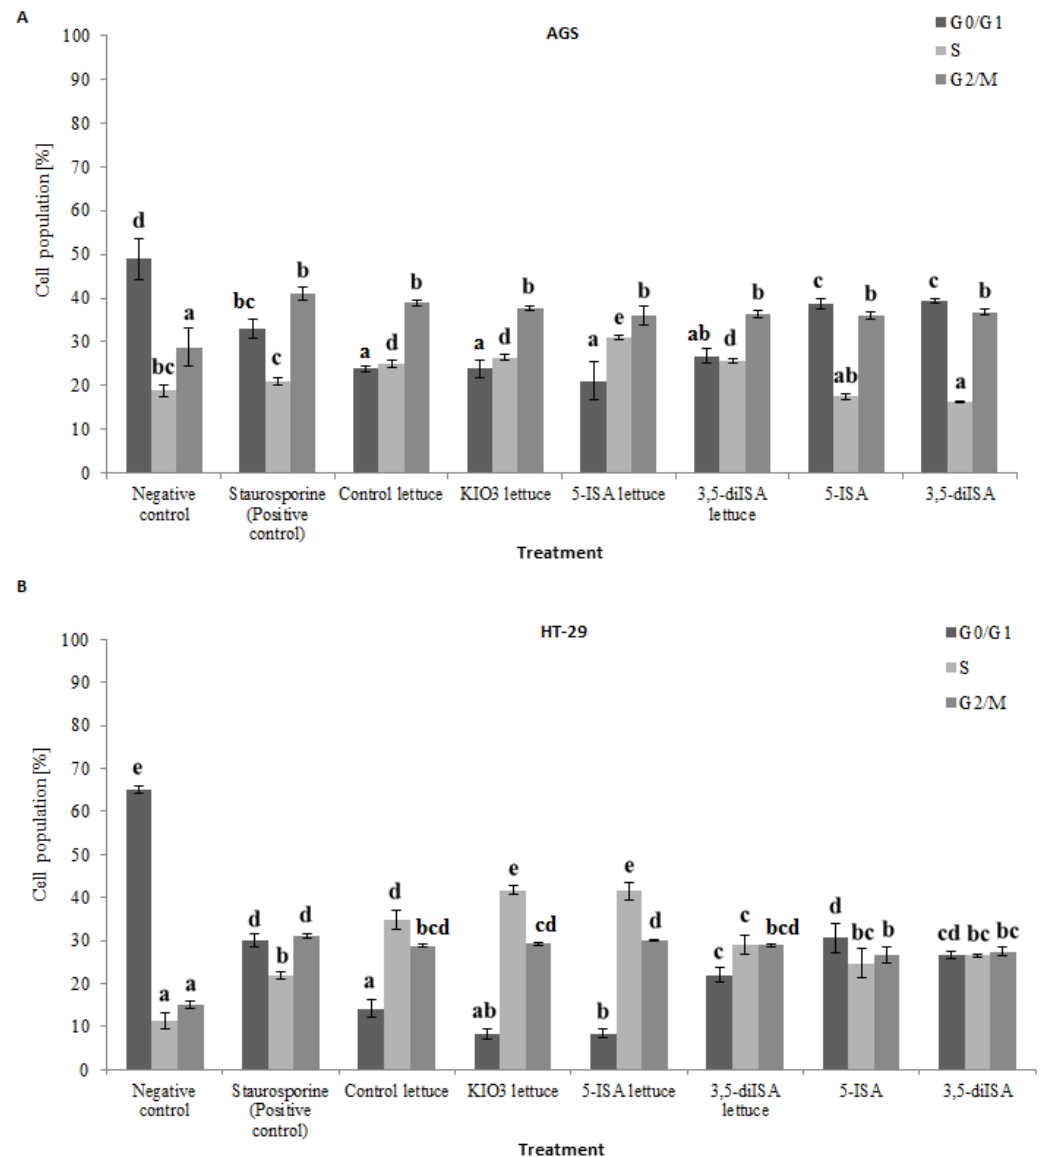 A
AGS
G0/G1
S
G2/M
Cell population [%]
100
90
80
70
60
50
40
30
20
10
0
d
bc
a
bc
c
b
a
d
b
a
d
b
a
e
b
ab
d
b
c
ab
b
c
a
b
Negative control
Staurosporine (Positive control)
Control lettuce
KIO3 lettuce
5-ISA lettuce
3,5-diISA lettuce
5-ISA
3,5-diISA
Treatment
B
HT-29
G0/G1
S
G2/M
Cell population [%]
100
90
80
70
60
50
40
30
20
10
0
e
a
a
d
b
d
a
d
bcd
ab
e
cd
b
e
d
c
c
bcd
d
bc
b
cd
bc
bc
Negative control
Staurosporine (Positive control)
Control lettuce
KIO3 lettuce
5-ISA lettuce
3,5-diISA lettuce
5-ISA
3,5-diISA
Treatment